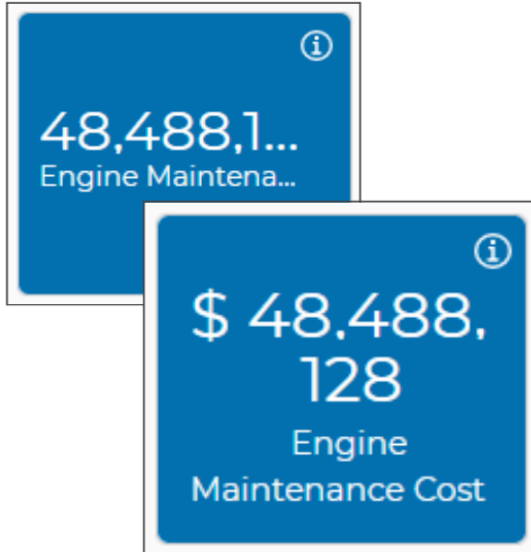 48,488,1...
Engine Maintena...
$ 48,488,
128
Engine
Maintenance Cost